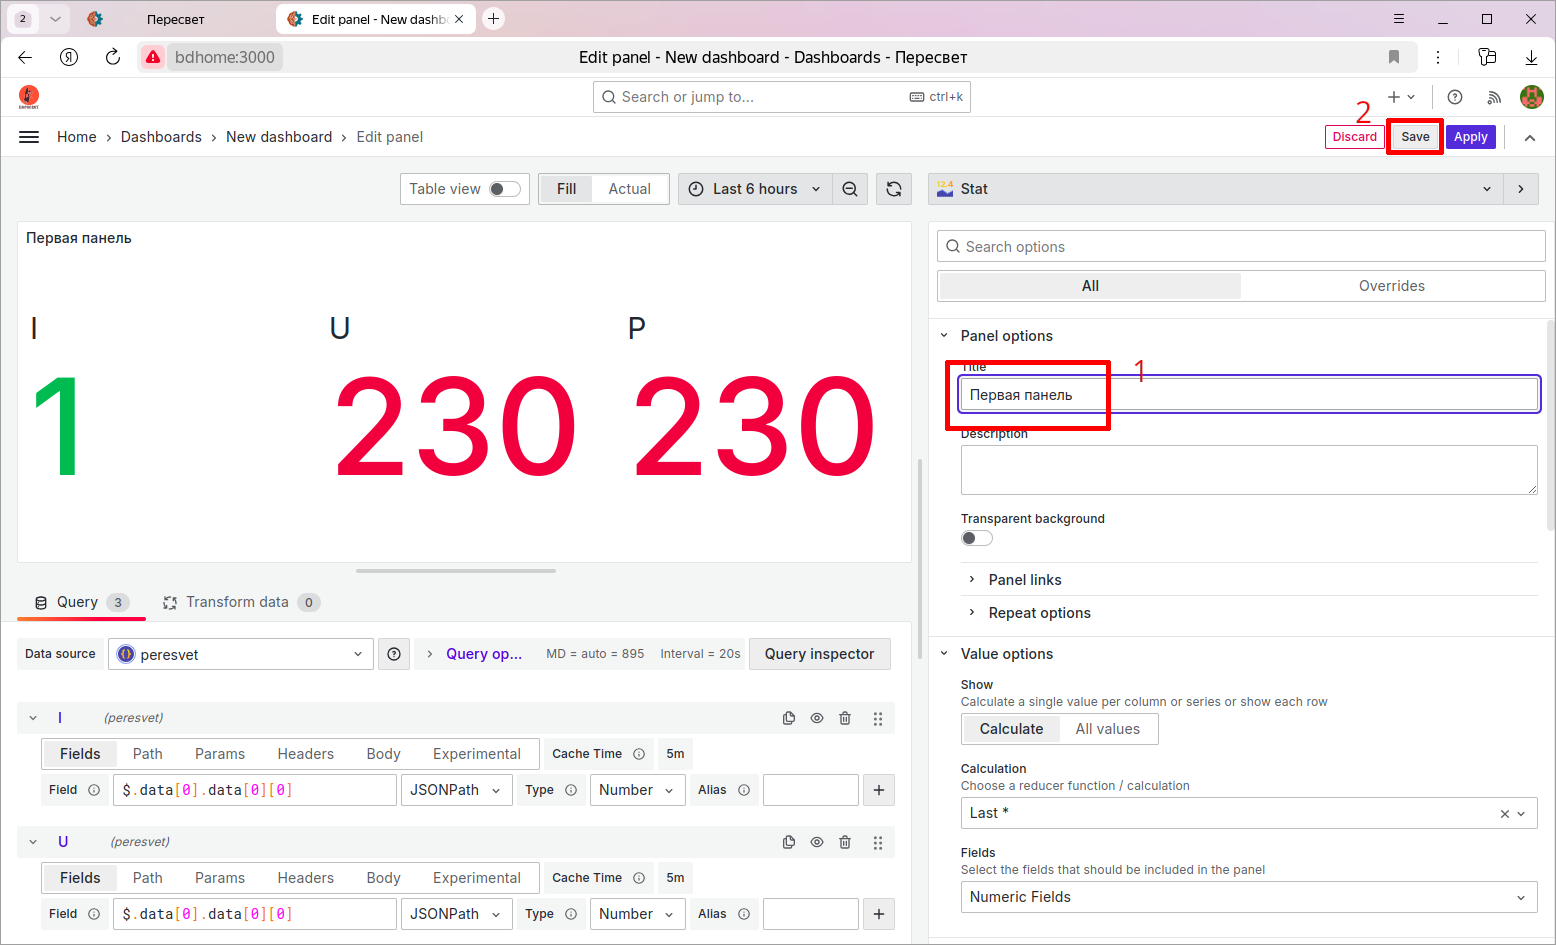 2
Пересвет
Edit panel - New dashbo
bdhome:3000
Edit panel - New dashboard - Dashboards - Пересвет
Search or jump to...
ctrl+k
Home › Dashboards › New dashboard › Edit panel
2
Discard
Save
Apply
Table view
Fill
Actual
Last 6 hours
12.4
Stat
Первая панель
I
U
P
1
230
230
Search options
All
Overrides
Panel options
Title
1
Первая панель
Description
Transparent background
Panel links
Repeat options
Query 3
Transform data 0
Data source
peresvet
Query op...
MD = auto = 895
Interval = 20s
Query inspector
I (peresvet)
Fields Path Params Headers Body Experimental Cache Time 5m
Field $.data[0].data[0][0] JSONPath Type Number Alias
U (peresvet)
Fields Path Params Headers Body Experimental Cache Time 5m
Field $.data[0].data[0][0] JSONPath Type Number Alias
Value options
Show
Calculate a single value per column or series or show each row
Calculate
All values
Calculation
Choose a reducer function / calculation
Last *
Fields
Select the fields that should be included in the panel
Numeric Fields